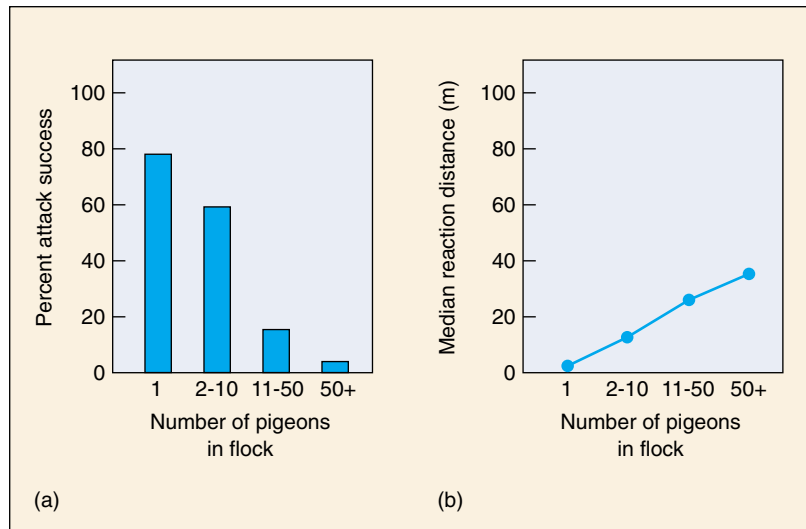 Percent attack success
100
80
60
40
20
0
1 2-10 11-50 50+
Number of pigeons
in flock
(a)
Median reaction distance (m)
100
80
60
40
20
0
1 2-10 11-50 50+
Number of pigeons
in flock
(b)